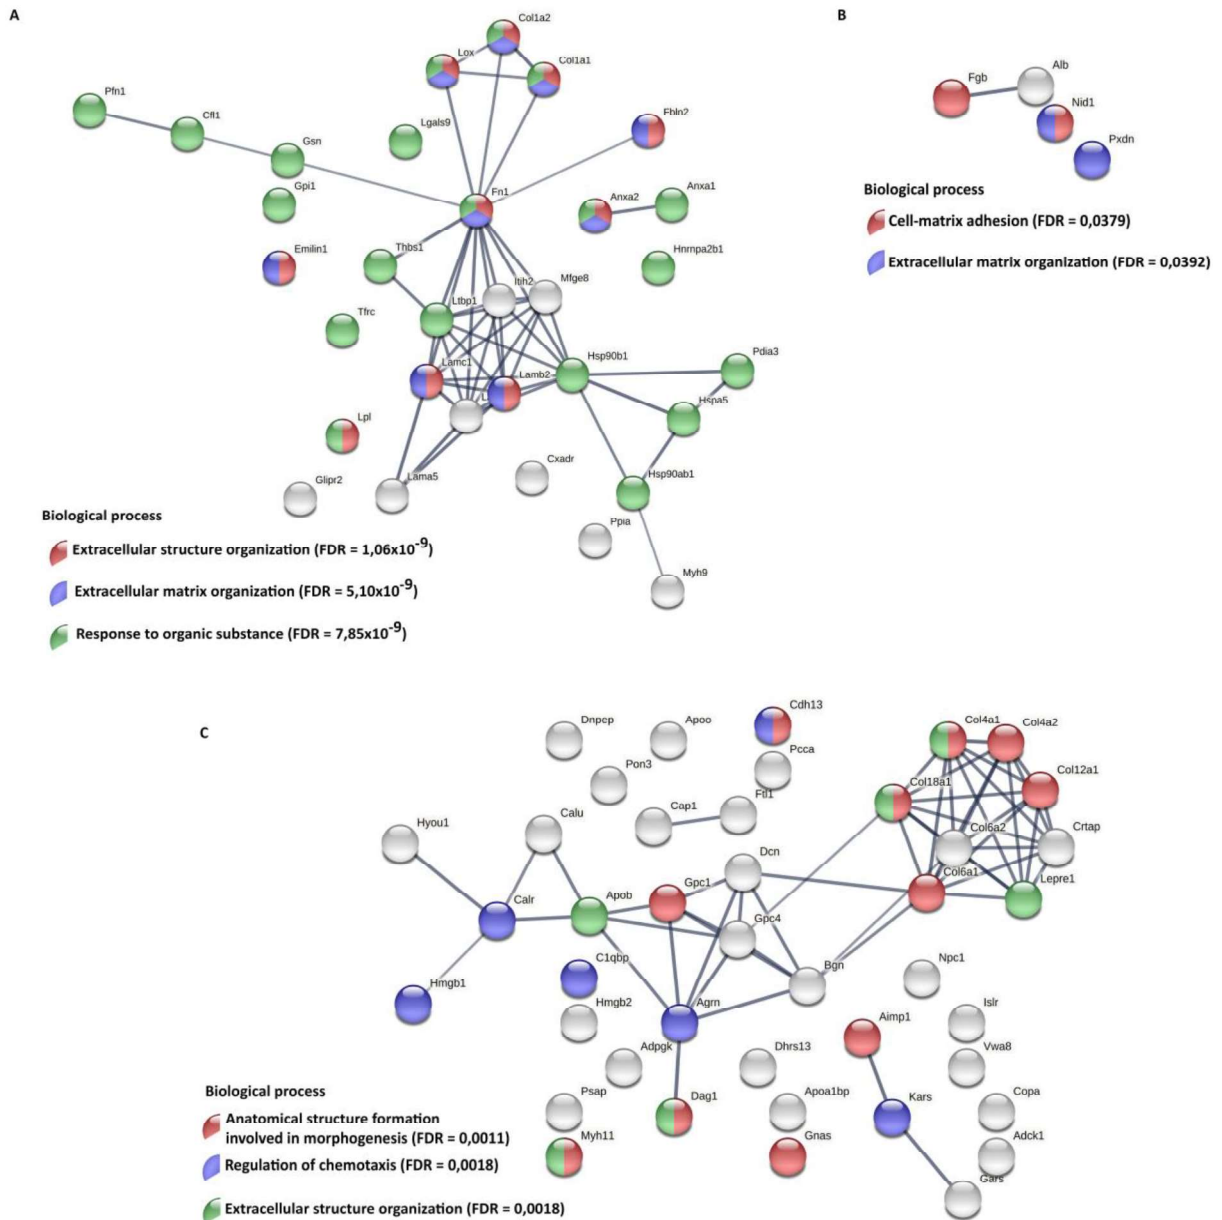 A
Col1a2
Lox
Col1a1
Pfn1
Cfl1
Lgals9
Fbln2
Gsn
Gpi1
Fn1
Anxa2
Anxa1
Emilin1
Thbs1
Hnrnpa2b1
Itih2
Mfge8
Tfrc
Ltbp1
Hsp90b1
Pdia3
Lamc1
Lamb2
L
Hspa5
Lpl
Cxadr
Hsp90ab1
Glipr2
Lama5
Ppia
Myh9
Biological process
Extracellular structure organization (FDR = 1,06x10-9)
Extracellular matrix organization (FDR = 5,10x10-9)
Response to organic substance (FDR = 7,85x10-9)
B
Fgb
Alb
Nid1
Pxdn
Biological process
Cell-matrix adhesion (FDR = 0,0379)
Extracellular matrix organization (FDR = 0,0392)
C
Dnpep
Apoo
Cdh13
Pcca
Pon3
Cap1
Ftl1
Col4a1
Col4a2
Col12a1
Col18a1
Col6a2
Crtap
Col6a1
Lepre1
Hyou1
Calu
Dcn
Gpc1
Calr
Apob
Gpc4
Bgn
Hmgb1
C1qbp
Hmgb2
Agrn
Npc1
Aimp1
Islr
Adpgk
Dhrs13
Vwa8
Psap
Dag1
Apoa1bp
Kars
Copa
Myh11
Gnas
Adck1
Gars
Biological process
Anatomical structure formation
involved in morphogenesis (FDR = 0,0011)
Regulation of chemotaxis (FDR = 0,0018)
Extracellular structure organization (FDR = 0,0018)